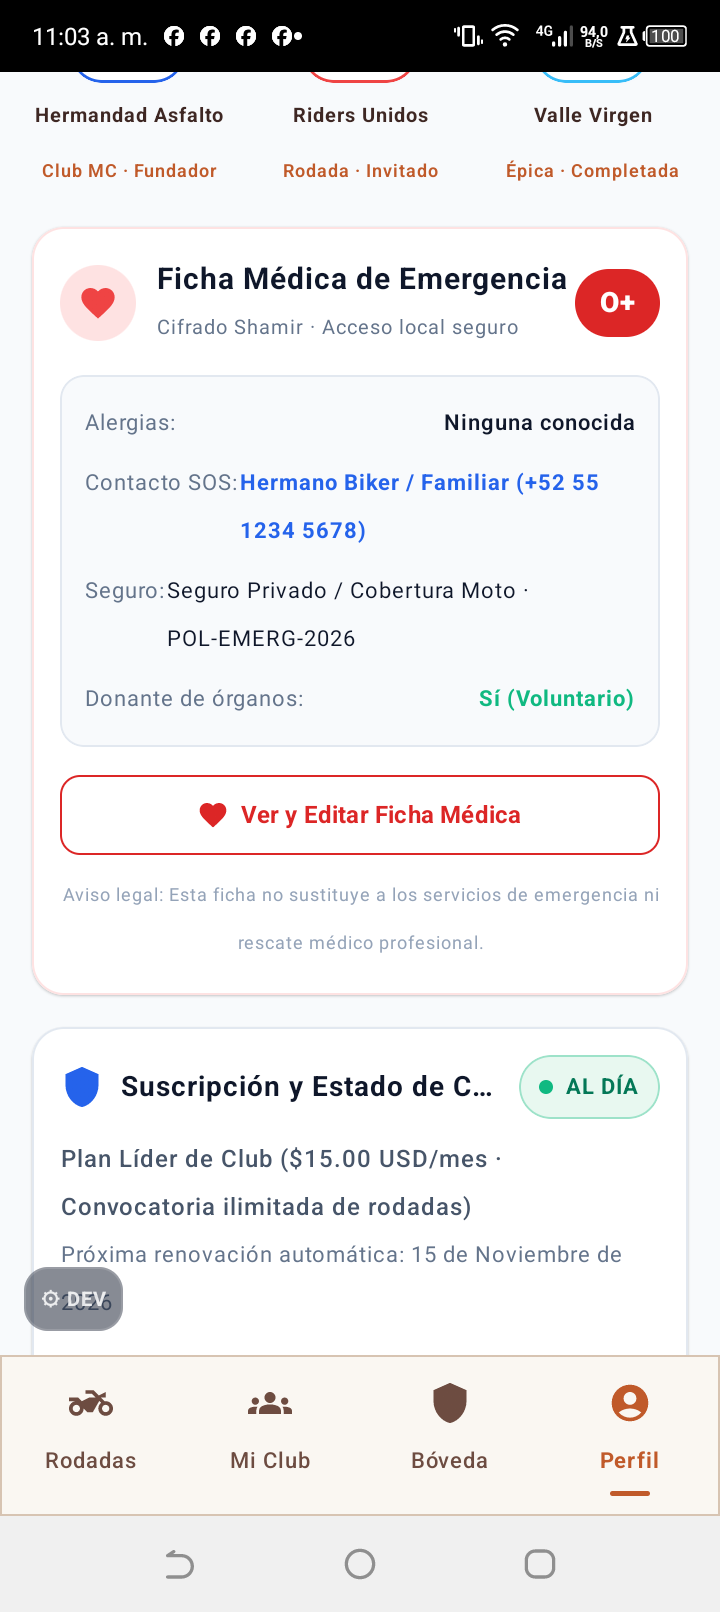 11:03 a. m.
4G 94,0 B/S 100
Hermandad Asfalto Riders Unidos Valle Virgen
Club MC · Fundador Rodada · Invitado Épica · Completada
Ficha Médica de Emergencia
O+
Cifrado Shamir · Acceso local seguro
Alergias: Ninguna conocida
Contacto SOS: Hermano Biker / Familiar (+52 55
1234 5678)
Seguro: Seguro Privado / Cobertura Moto ·
POL-EMERG-2026
Donante de órganos: Sí (Voluntario)
Ver y Editar Ficha Médica
Aviso legal: Esta ficha no sustituye a los servicios de emergencia ni
rescate médico profesional.
Suscripción y Estado de C... AL DÍA
Plan Líder de Club ($15.00 USD/mes ·
Convocatoria ilimitada de rodadas)
Próxima renovación automática: 15 de Noviembre de
2026
DEV
Rodadas Mi Club Bóveda Perfil